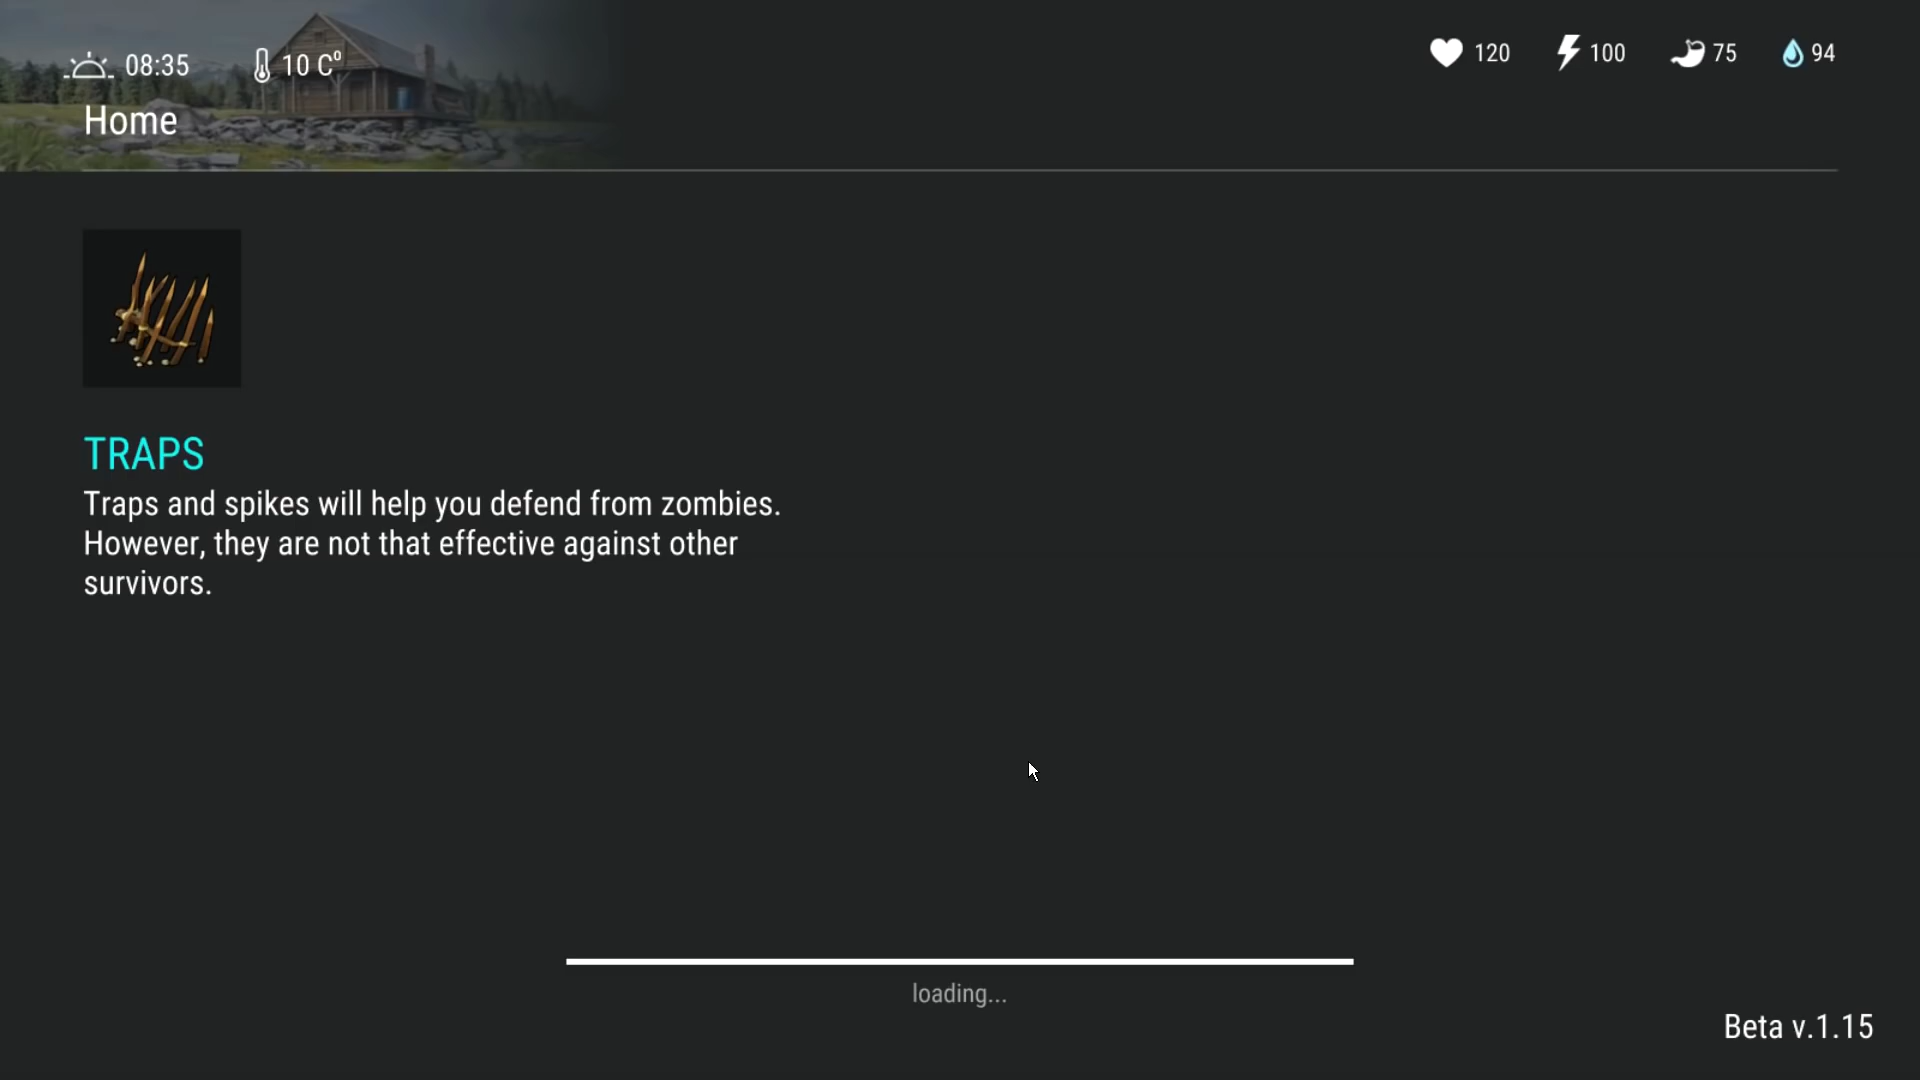 08:35 10 C⁰ 120 100 75 94
Home
TRAPS
Traps and spikes will help you defend from zombies.
However, they are not that effective against other
survivors.
loading...
Beta v.1.15